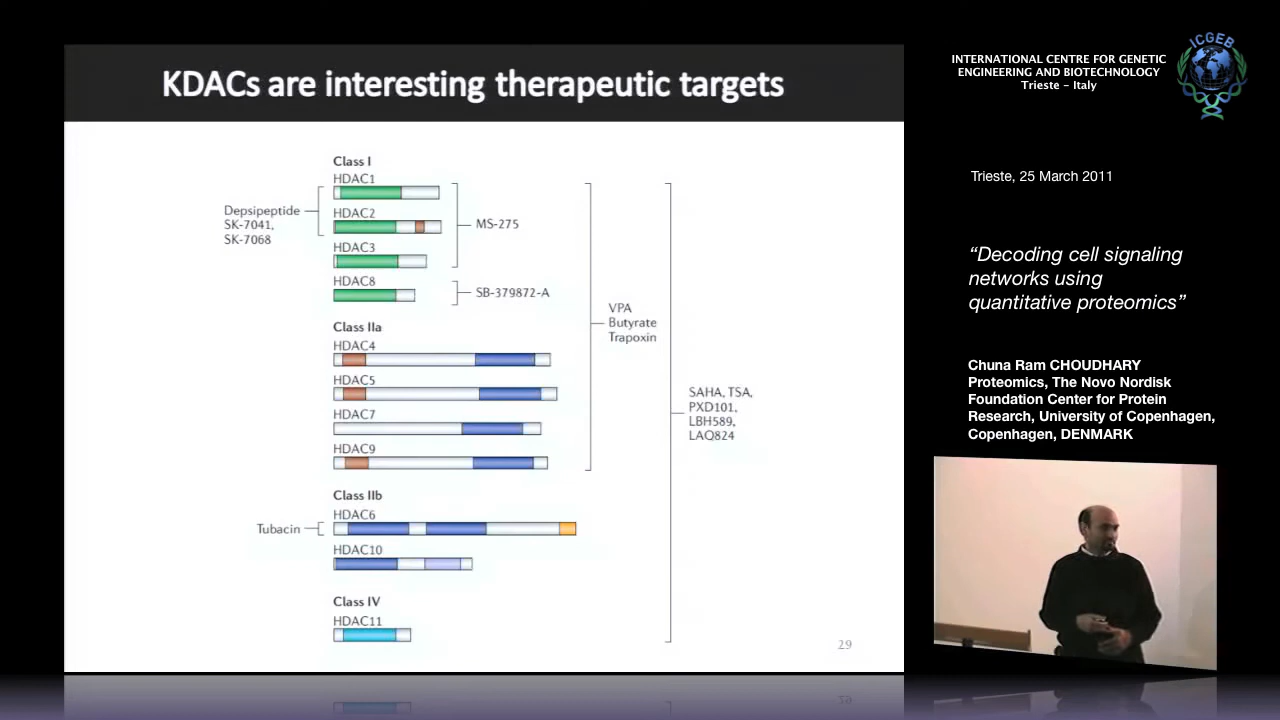 KDACs are interesting therapeutic targets
Class I
HDAC1
HDAC2
HDAC3
HDAC8
Depsipeptide
SK-7041,
SK-7068
MS-275
SB-379872-A
Class IIa
HDAC4
HDAC5
HDAC7
HDAC9
VPA
Butyrate
Trapoxin
SAHA, TSA,
PXD101,
LBH589,
LAQ824
Class IIb
HDAC6
Tubacin
HDAC10
Class IV
HDAC11
29
INTERNATIONAL CENTRE FOR GENETIC
ENGINEERING AND BIOTECHNOLOGY
Trieste – Italy
ICGEB
Trieste, 25 March 2011
“Decoding cell signaling
networks using
quantitative proteomics”
Chuna Ram CHOUDHARY
Proteomics, The Novo Nordisk
Foundation Center for Protein
Research, University of Copenhagen,
Copenhagen, DENMARK